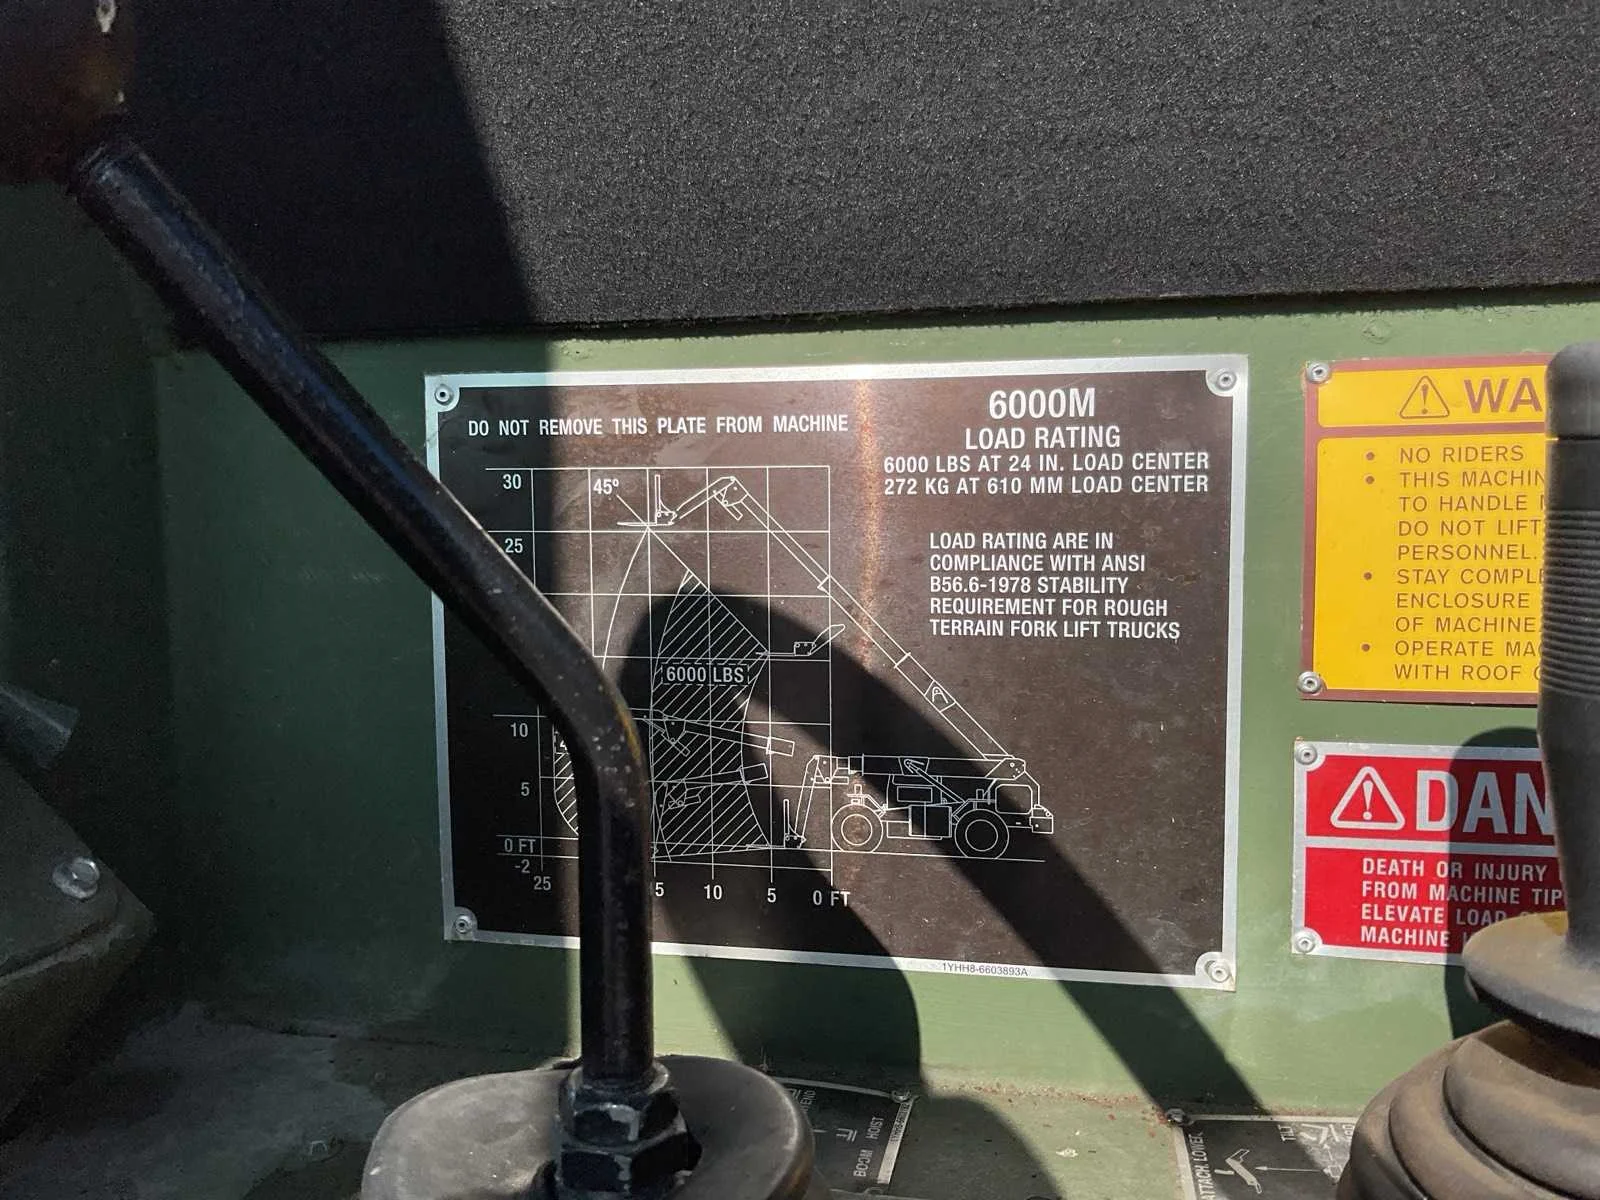 DO NOT REMOVE THIS PLATE FROM MACHINE
6000M
LOAD RATING
6000 LBS AT 24 IN. LOAD CENTER
272 KG AT 610 MM LOAD CENTER
LOAD RATING ARE IN
COMPLIANCE WITH ANSI
B56.6-1978 STABILITY
REQUIREMENT FOR ROUGH
TERRAIN FORK LIFT TRUCKS
30
45º
25
6000 LBS
10
5
0 FT
-2
25
5
10
5
0 FT
1YHH8-6603893A
WA
• NO RIDERS
• THIS MACHIN
TO HANDLE
DO NOT LIFT
PERSONNEL.
• STAY COMPLE
ENCLOSURE
OF MACHINE
• OPERATE MA
WITH ROOF
DAN
DEATH OR INJURY
FROM MACHINE TIP
ELEVATE LOAD
MACHINE
BOOM HOIST
ATTACH LOWER
TILT